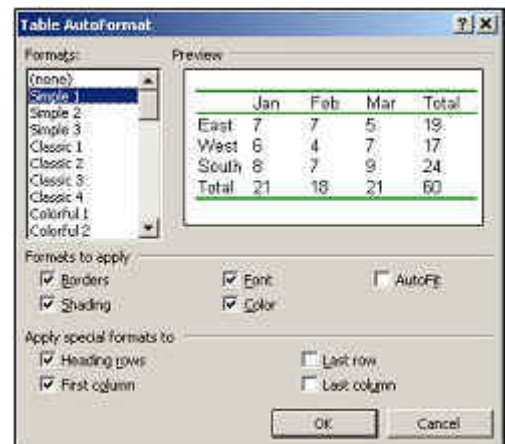 Table AutoFormat
Formats:
Preview
(none)
Simple 1
Simple 2
Simple 3
Classic 1
Classic 2
Classic 3
Classic 4
Colorful 1
Colorful 2
Jan Feb Mar Total
East 7 7 5 19
West 6 4 7 17
South 8 7 9 24
Total 21 18 21 60
Formats to apply
Borders Font AutoFit
Shading Color
Apply special formats to
Heading rows Last row
First column Last column
OK Cancel